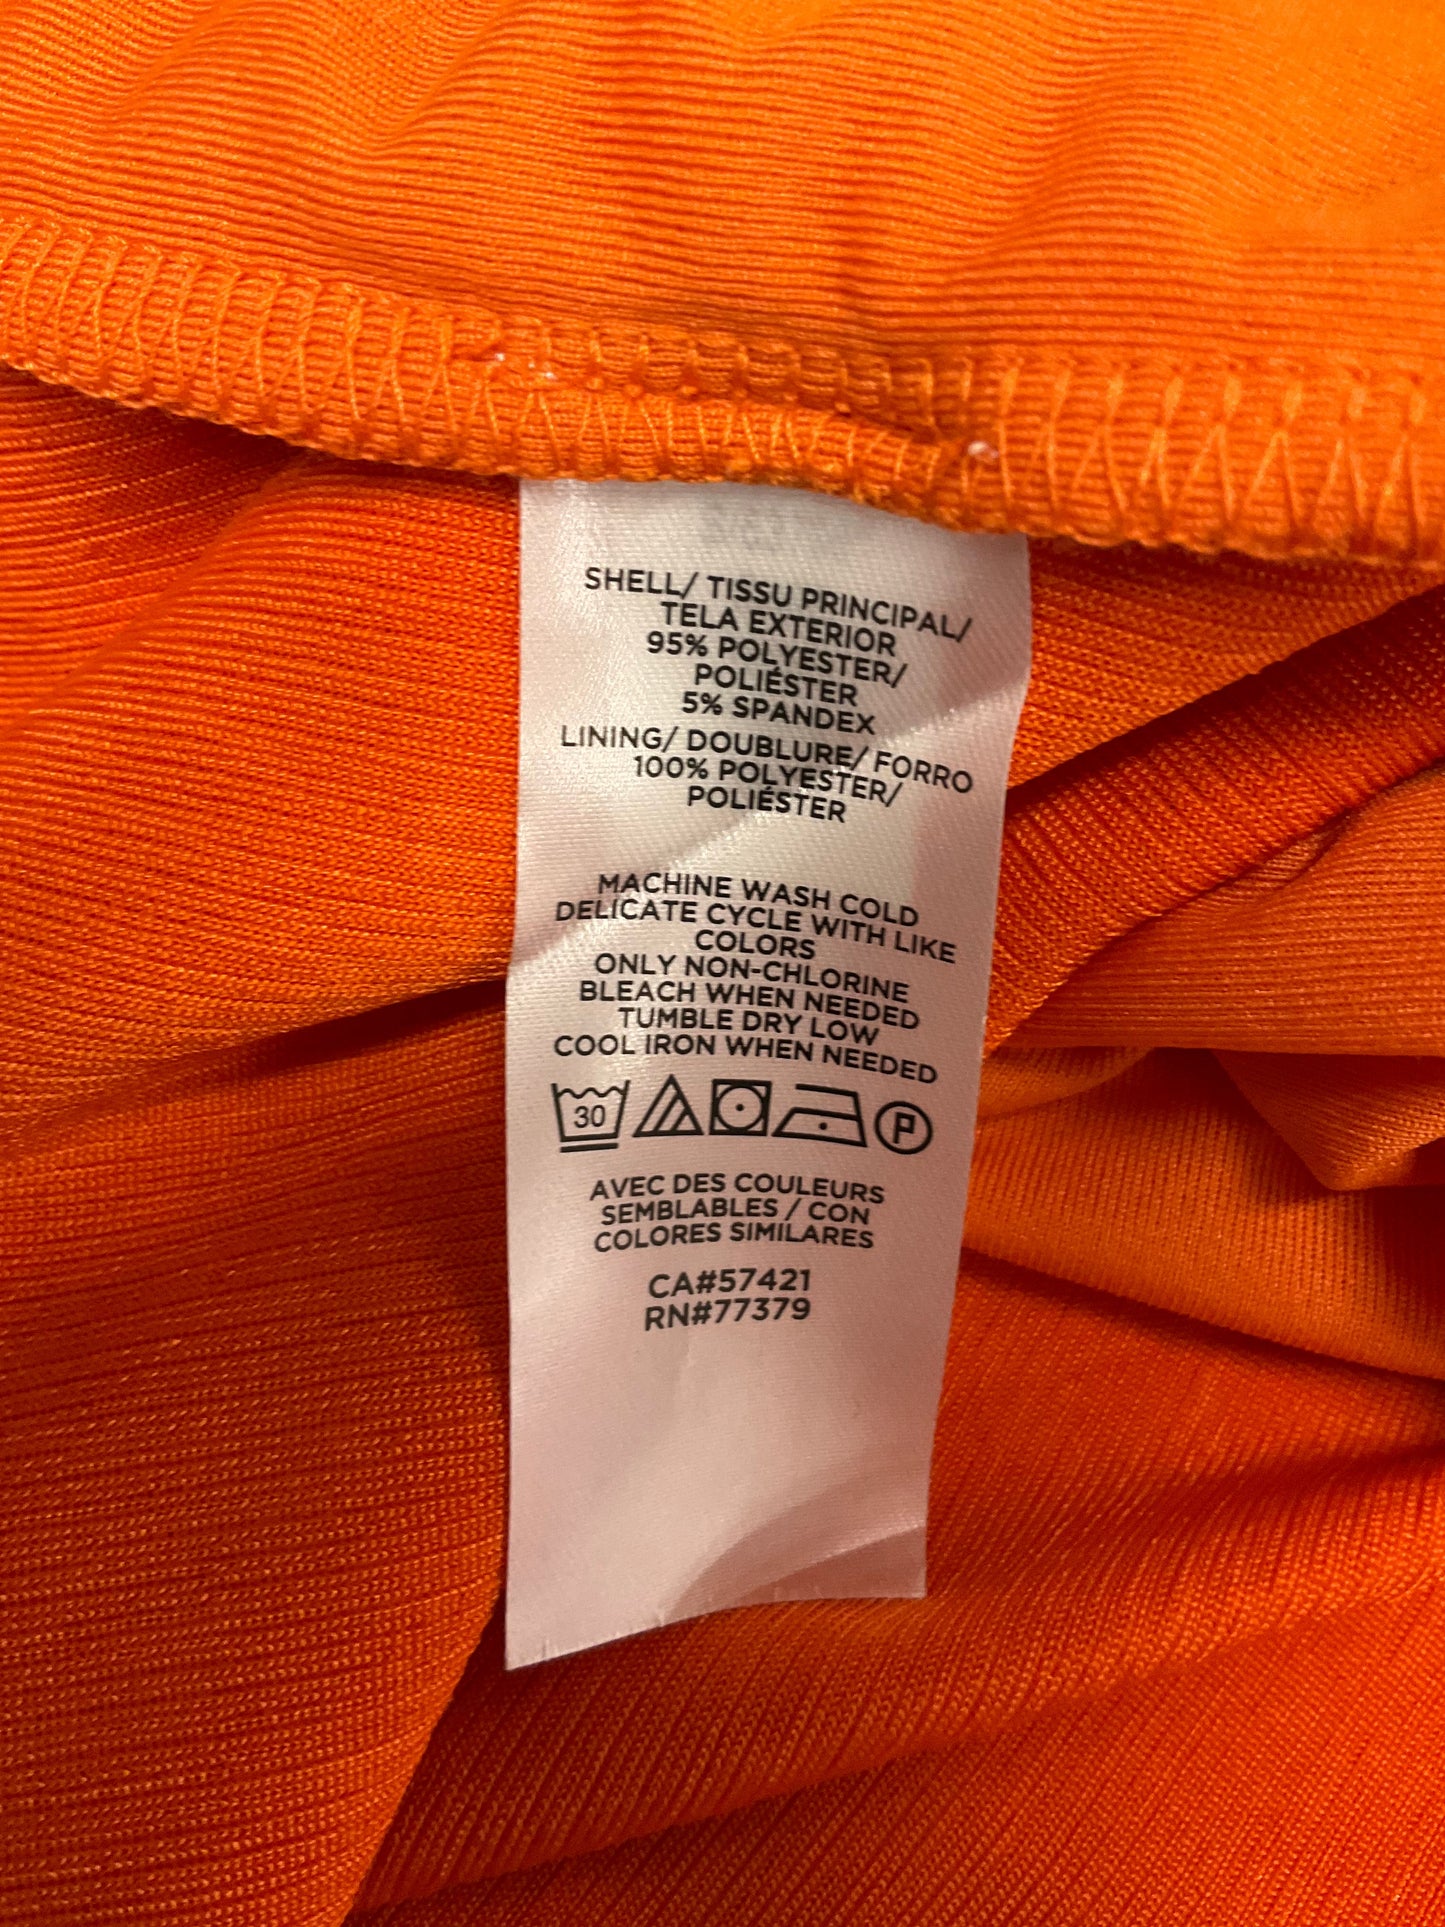 SHELL/ TISSU PRINCIPAL/
TELA EXTERIOR
95% POLYESTER/
POLIÉSTER
5% SPANDEX
LINING/ DOUBLURE/ FORRO
100% POLYESTER/
POLIÉSTER
MACHINE WASH COLD
DELICATE CYCLE WITH LIKE
COLORS
ONLY NON-CHLORINE
BLEACH WHEN NEEDED
TUMBLE DRY LOW
COOL IRON WHEN NEEDED
30 P
AVEC DES COULEURS
SEMBLABLES / CON
COLORES SIMILARES
CA#57421
RN#77379